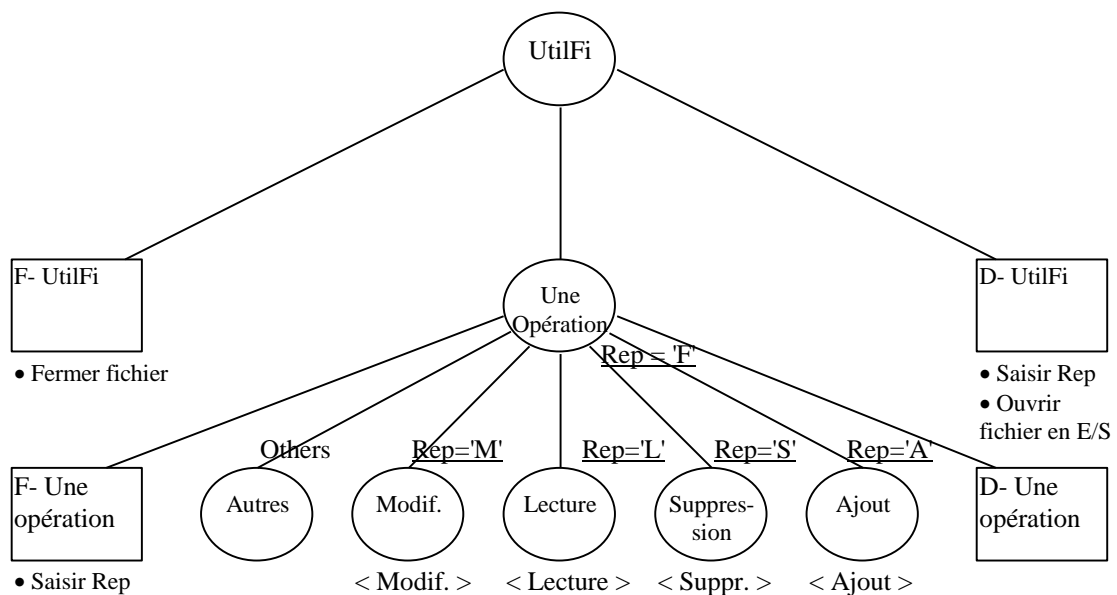 UtilFi
F- UtilFi
Une
Opération
D- UtilFi
Rep = 'F'
• Fermer fichier
• Saisir Rep
• Ouvrir
fichier en E/S
Others
Rep='M'
Rep='L'
Rep='S'
Rep='A'
F- Une
opération
Autres
Modif.
Lecture
Suppres-
sion
Ajout
D- Une
opération
• Saisir Rep
< Modif. >
< Lecture >
< Suppr. >
< Ajout >